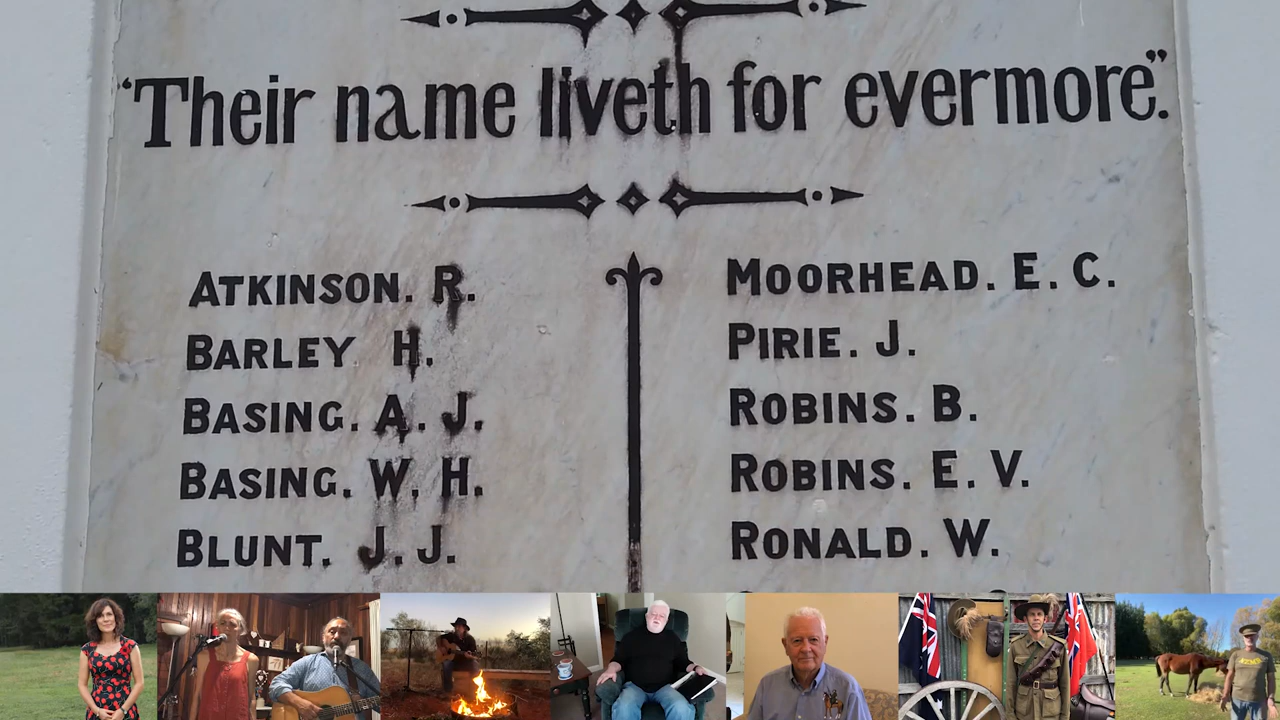 ‘Their name liveth for evermore.”
ATKINSON. R.
BARLEY H.
BASING. A. J.
BASING. W. H.
BLUNT. J. J.
MOORHEAD. E. C.
PIRIE. J.
ROBINS. B.
ROBINS. E. V.
RONALD. W.